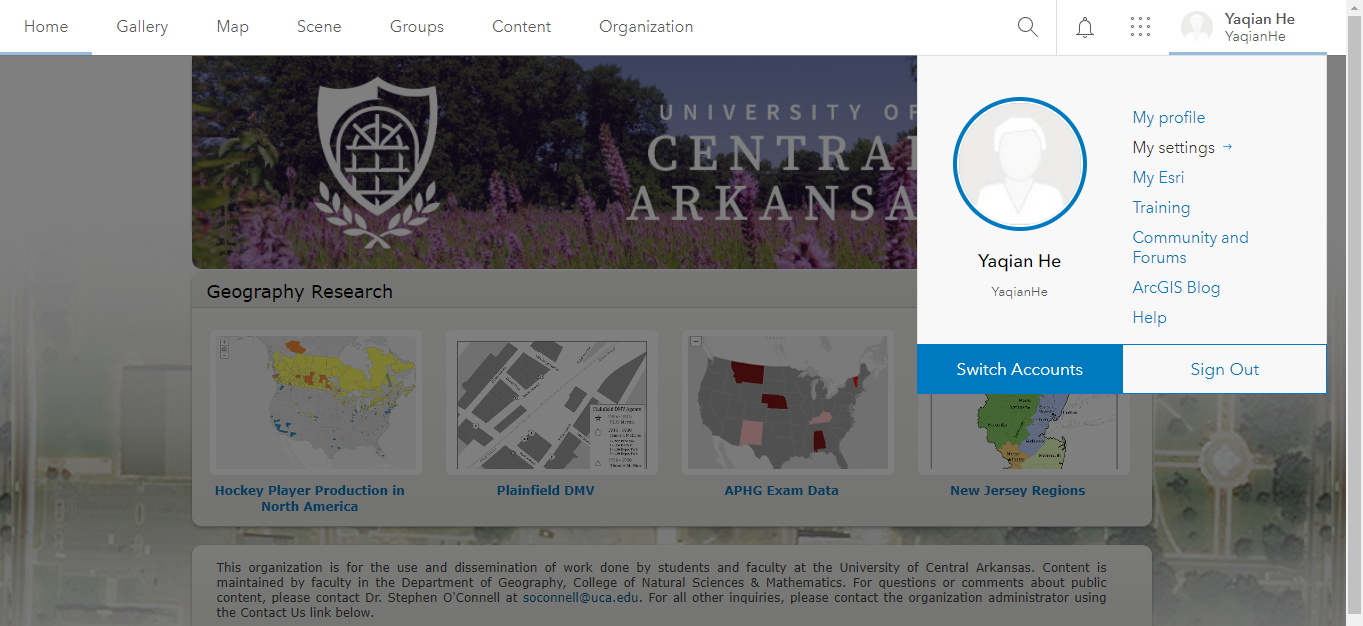 Home
Gallery
Map
Scene
Groups
Content
Organization
Yaqian He
YaqianHe
UNIVERSITY OF
CENTRAL
ARKANSAS
My profile
My settings →
My Esri
Training
Community and
Forums
ArcGIS Blog
Help
Yaqian He
YaqianHe
Switch Accounts
Sign Out
Geography Research
Plainfield DMV Agents
Hockey Player Production in
North America
Plainfield DMV
APHG Exam Data
New Jersey Regions
This organization is for the use and dissemination of work done by students and faculty at the University of Central Arkansas. Content is
maintained by faculty in the Department of Geography, College of Natural Sciences & Mathematics. For questions or comments about public
content, please contact Dr. Stephen O'Connell at soconnell@uca.edu. For all other inquiries, please contact the organization administrator using
the Contact Us link below.